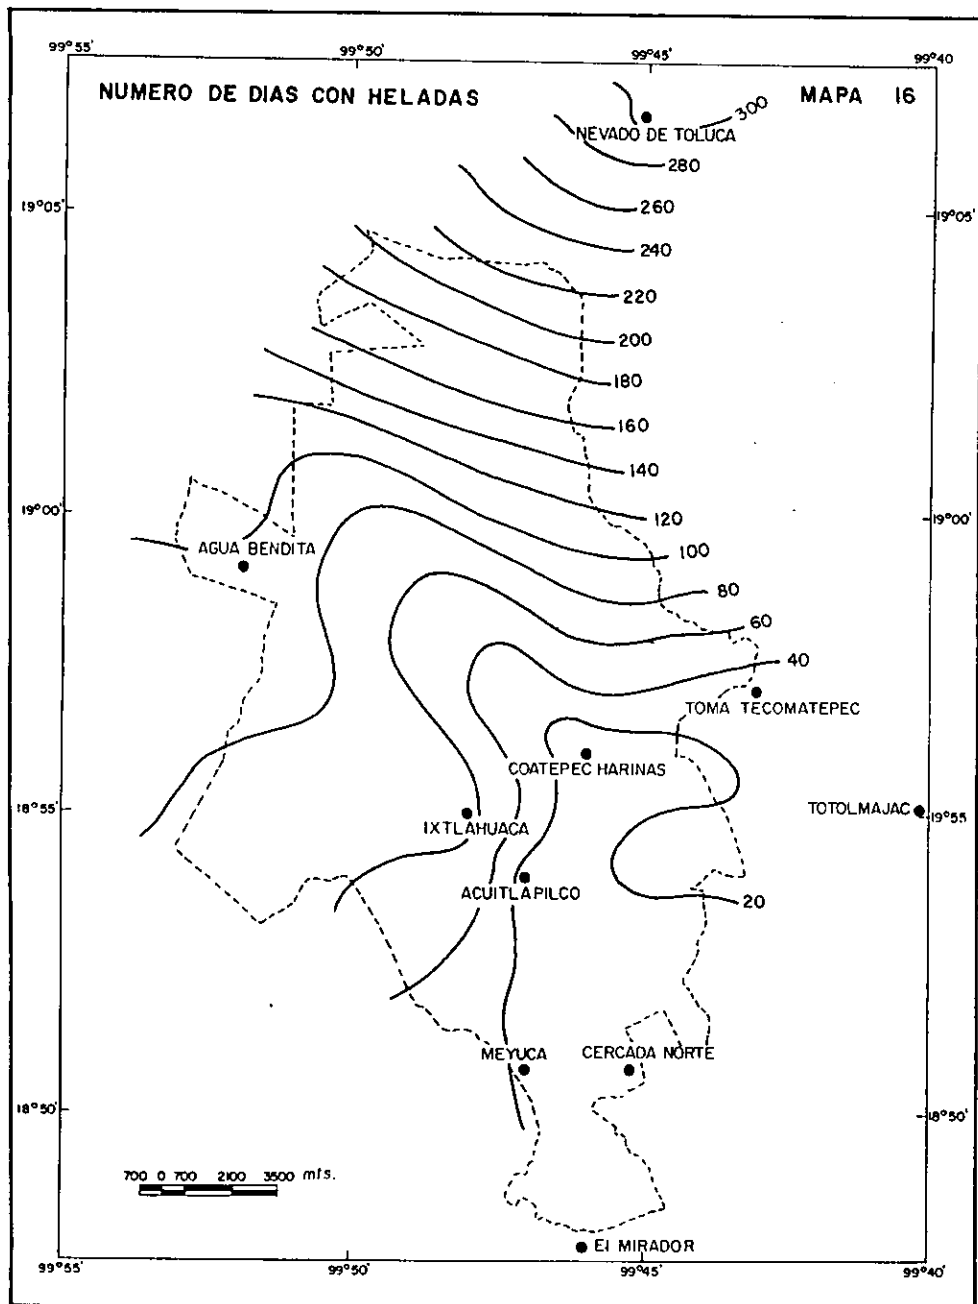 99°55' 99°50' 99°45' 99°40'
NUMERO DE DIAS CON HELADAS MAPA 16
300
NEVADO DE TOLUCA
280
19°05' 260 19°05'
240
220
200
180
160
140
19°00' 120 19°00'
100
AGUA BENDITA
80
60
40
TOMA TECOMATEPEC
COATEPEC HARINAS
18°55' TOTOLMAJAC 19°55'
IXTLAHUACA
ACUITLAPILCO
20
MEYUCA CERCADA NORTE
18°50' 18°50'
700 0 700 2100 3500 mts.
El MIRADOR
99°55' 99°50' 99°45' 99°40'